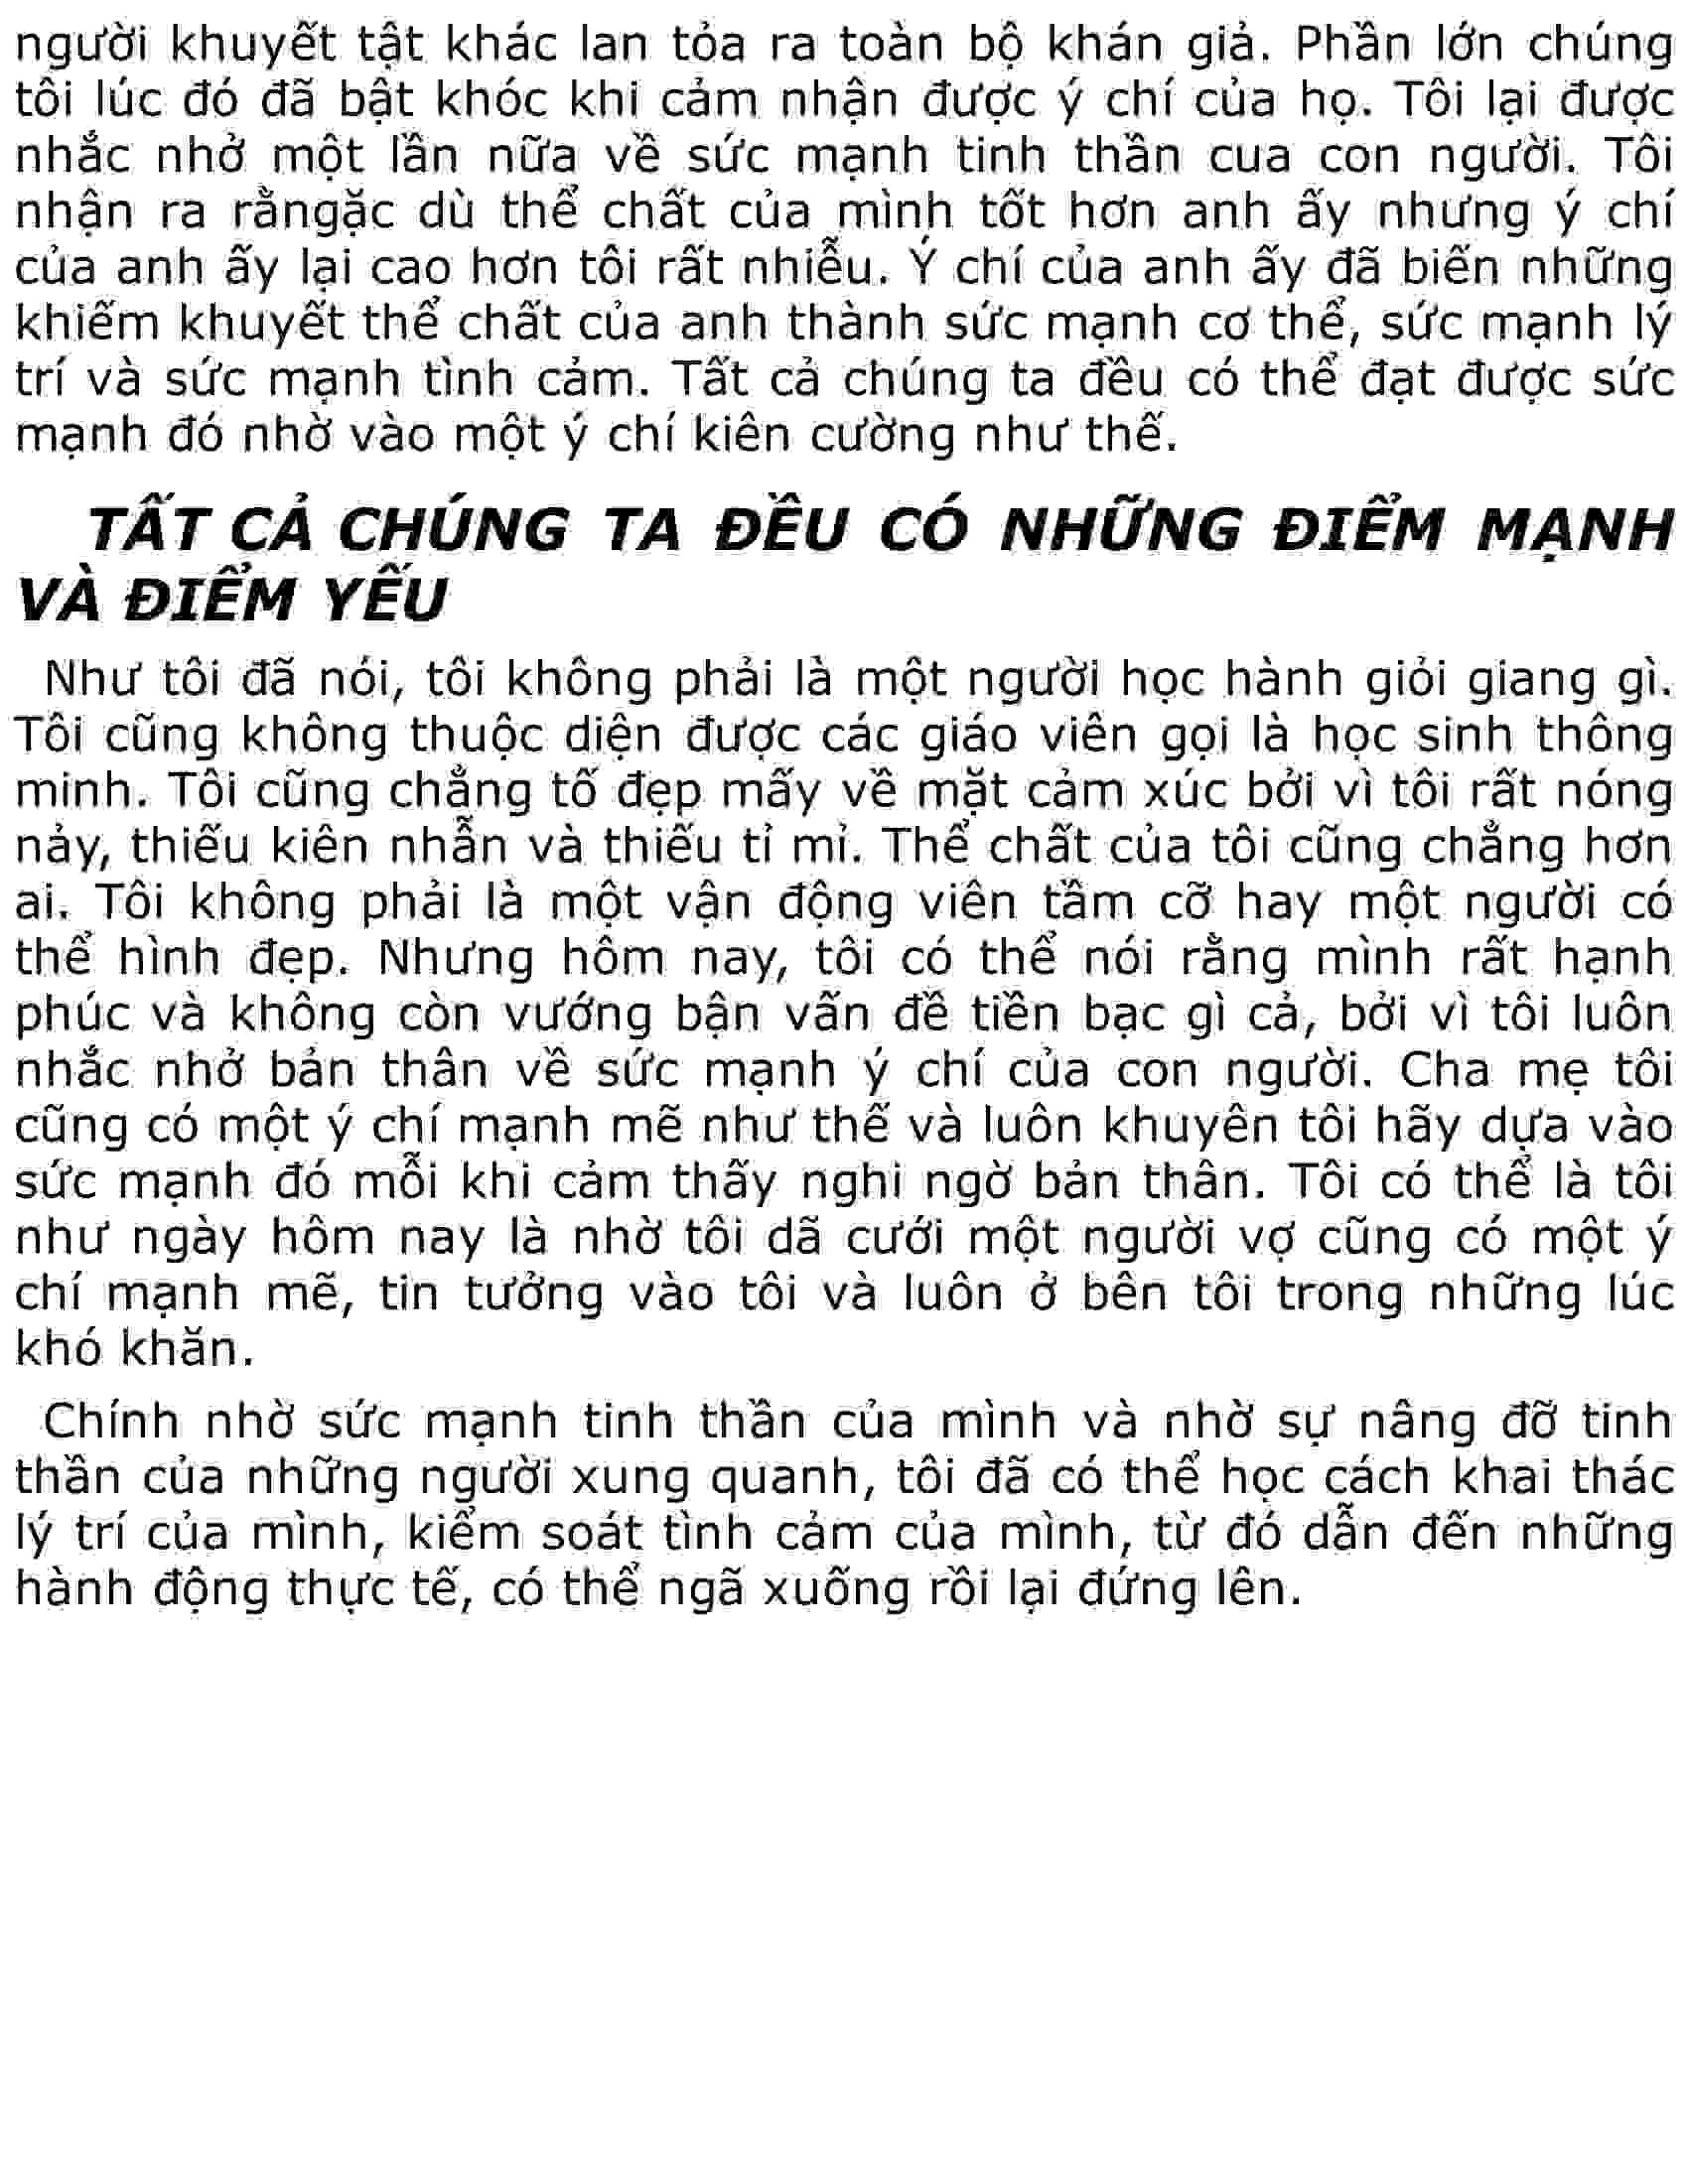 người khuyết tật khác lan tỏa ra toàn bộ khán giả. Phần lớn chúng
tôi lúc đó đã bật khóc khi cảm nhận được ý chí của họ. Tôi lại được
nhắc nhở một lần nữa về sức mạnh tinh thần cua con người. Tôi
nhận ra rằngặc dù thể chất của mình tốt hơn anh ấy nhưng ý chí
của anh ấy lại cao hơn tôi rất nhiễu. Ý chí của anh ấy đã biến những
khiếm khuyết thể chất của anh thành sức mạnh cơ thể, sức mạnh lý
trí và sức mạnh tình cảm. Tất cả chúng ta đều có thể đạt được sức
mạnh đó nhờ vào một ý chí kiên cường như thế.
TẤT CẢ CHÚNG TA ĐỀU CÓ NHỮNG ĐIỂM MẠNH
VÀ ĐIỂM YẾU
Như tôi đã nói, tôi không phải là một người học hành giỏi giang gì.
Tôi cũng không thuộc diện được các giáo viên gọi là học sinh thông
minh. Tôi cũng chẳng tố đẹp mấy về mặt cảm xúc bởi vì tôi rất nóng
nảy, thiếu kiên nhẫn và thiếu tỉ mỉ. Thể chất của tôi cũng chẳng hơn
ai. Tôi không phải là một vận động viên tầm cỡ hay một người có
thể hình đẹp. Nhưng hôm nay, tôi có thể nói rằng mình rất hạnh
phúc và không còn vướng bận vấn đề tiền bạc gì cả, bởi vì tôi luôn
nhắc nhở bản thân về sức mạnh ý chí của con người. Cha mẹ tôi
cũng có một ý chí mạnh mẽ như thế và luôn khuyên tôi hãy dựa vào
sức mạnh đó mỗi khi cảm thấy nghi ngờ bản thân. Tôi có thể là tôi
như ngày hôm nay là nhờ tôi dã cưới một người vợ cũng có một ý
chí mạnh mẽ, tin tưởng vào tôi và luôn ở bên tôi trong những lúc
khó khăn.
Chính nhờ sức mạnh tinh thần của mình và nhờ sự nâng đỡ tinh
thần của những người xung quanh, tôi đã có thể học cách khai thác
lý trí của mình, kiểm soát tình cảm của mình, từ đó dẫn đến những
hành động thực tế, có thể ngã xuống rồi lại đứng lên.